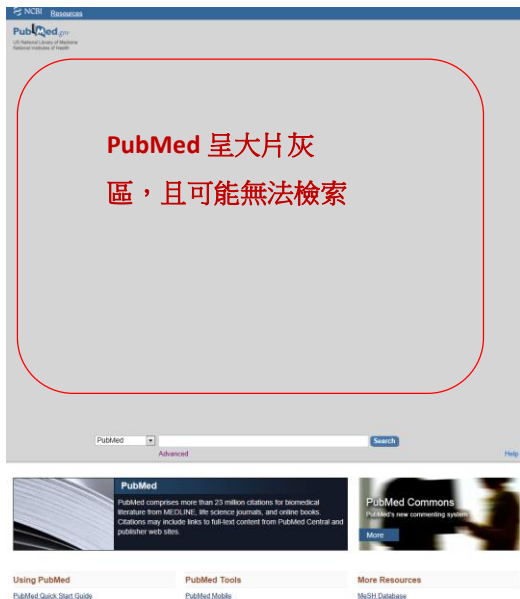 NCBI Resources
PubMed.gov
US National Library of Medicine
National Institutes of Health
PubMed 呈大片灰
區，且可能無法檢索
PubMed Search
Advanced Help
PubMed
PubMed comprises more than 23 million citations for biomedical
literature from MEDLINE, life science journals, and online books.
Citations may include links to full-text content from PubMed Central and
publisher web sites.
PubMed Commons
PubMed's new commenting system
More
Using PubMed
PubMed Quick Start Guide
PubMed Tools
PubMed Mobile
More Resources
MeSH Database